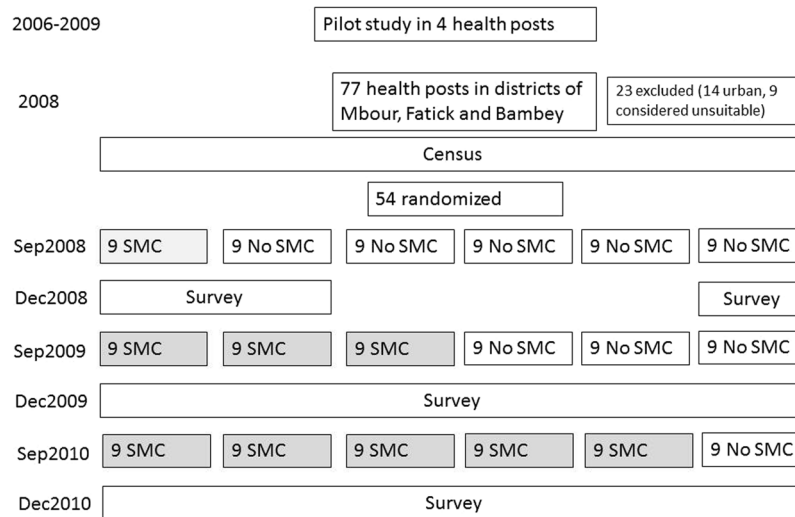 2006-2009
Pilot study in 4 health posts
2008
77 health posts in districts of
Mbour, Fatick and Bambey
23 excluded (14 urban, 9
considered unsuitable)
Census
54 randomized
Sep2008
9 SMC
9 No SMC
9 No SMC
9 No SMC
9 No SMC
9 No SMC
Dec2008
Survey
Survey
Sep2009
9 SMC
9 SMC
9 SMC
9 No SMC
9 No SMC
9 No SMC
Dec2009
Survey
Sep2010
9 SMC
9 SMC
9 SMC
9 SMC
9 SMC
9 No SMC
Dec2010
Survey